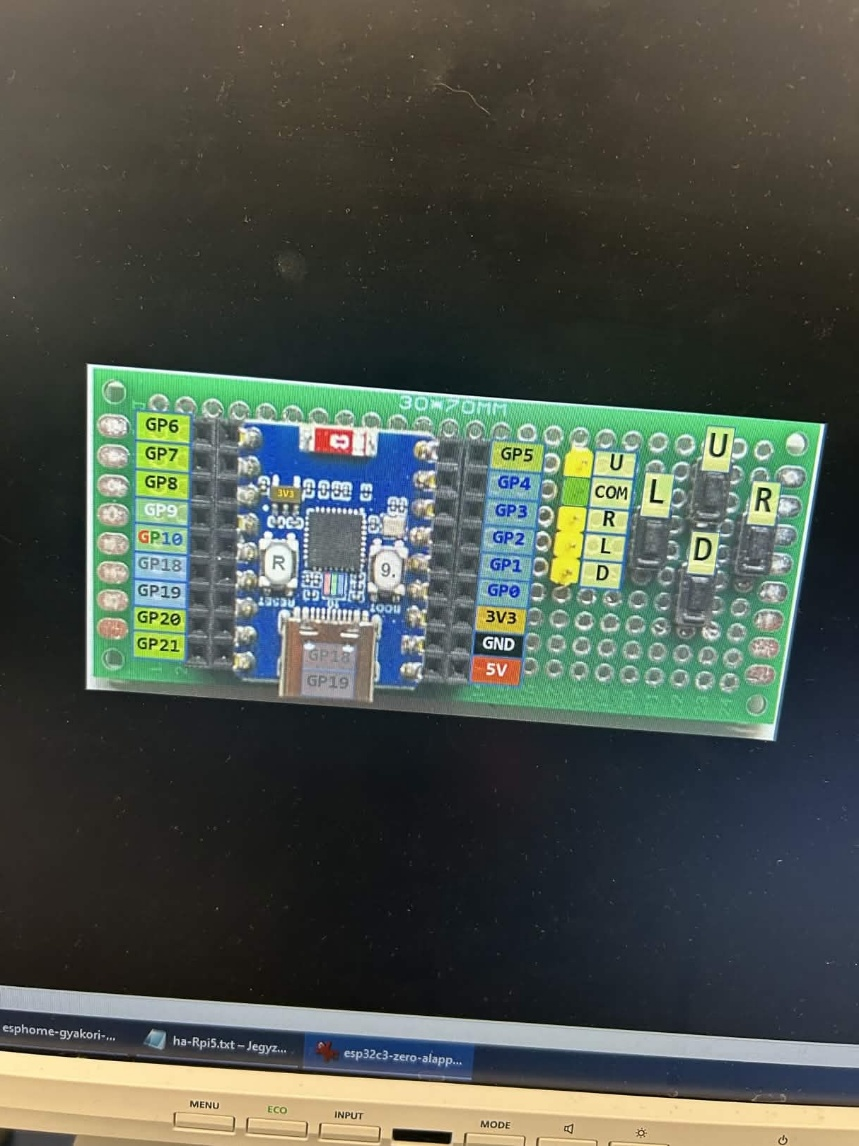 30*70MM
GP6
GP7
GP8
GP9
GP10
GP18
GP19
GP20
GP21
3V3
R
9.
RESET
BOOT
GP18
GP19
GP5
GP4
GP3
GP2
GP1
GP0
3V3
GND
5V
U
COM
R
L
D
U
L
R
D
esphome-gyakori-...
ha-Rpi5.txt – Jegyz...
esp32c3-zero-alapp...
MENU
ECO
INPUT
MODE